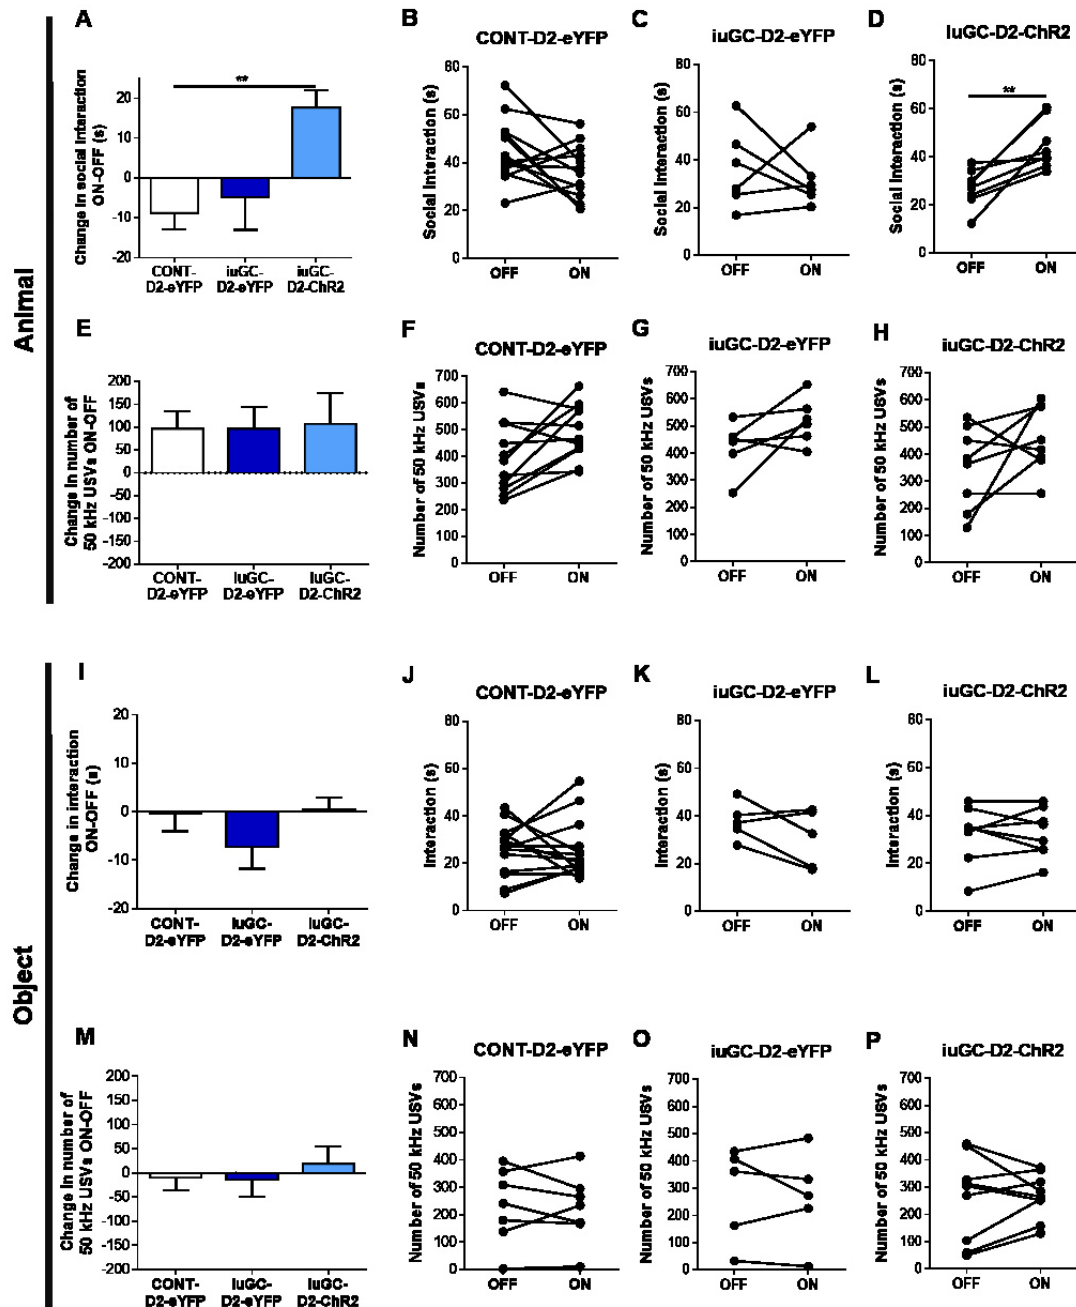 Animal
A
Change in social interaction
ON-OFF (s)
20
10
0
-10
-20
**
CONT-
D2-eYFP
iuGC-
D2-eYFP
iuGC-
D2-ChR2
B
CONT-D2-eYFP
Social Interaction (s)
80
60
40
20
0
OFF
ON
C
iuGC-D2-eYFP
Social Interaction (s)
80
60
40
20
0
OFF
ON
D
iuGC-D2-ChR2
Social Interaction (s)
80
60
40
20
0
**
OFF
ON
E
Change in number of
50 kHz USVs ON-OFF
200
150
100
50
0
-50
-100
-150
-200
CONT-
D2-eYFP
iuGC-
D2-eYFP
iuGC-
D2-ChR2
F
CONT-D2-eYFP
Number of 50 kHz USVs
700
600
500
400
300
200
100
0
OFF
ON
G
iuGC-D2-eYFP
Number of 50 kHz USVs
700
600
500
400
300
200
100
0
OFF
ON
H
iuGC-D2-ChR2
Number of 50 kHz USVs
700
600
500
400
300
200
100
0
OFF
ON
Object
I
Change in interaction
ON-OFF (s)
20
10
0
-10
-20
CONT-
D2-eYFP
iuGC-
D2-eYFP
iuGC-
D2-ChR2
J
CONT-D2-eYFP
Interaction (s)
80
60
40
20
0
OFF
ON
K
iuGC-D2-eYFP
Interaction (s)
80
60
40
20
0
OFF
ON
L
iuGC-D2-ChR2
Interaction (s)
80
60
40
20
0
OFF
ON
M
Change in number of
50 kHz USVs ON-OFF
200
150
100
50
0
-50
-100
-150
-200
CONT-
D2-eYFP
iuGC-
D2-eYFP
iuGC-
D2-ChR2
N
CONT-D2-eYFP
Number of 50 kHz USVs
700
600
500
400
300
200
100
0
OFF
ON
O
iuGC-D2-eYFP
Number of 50 kHz USVs
700
600
500
400
300
200
100
0
OFF
ON
P
iuGC-D2-ChR2
Number of 50 kHz USVs
700
600
500
400
300
200
100
0
OFF
ON